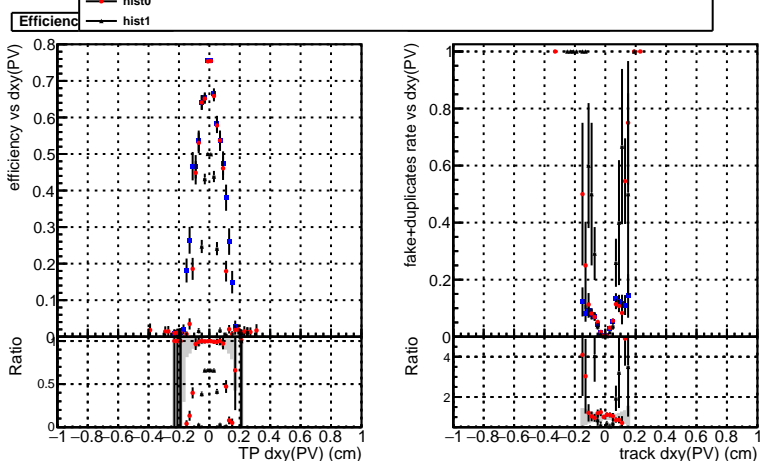 hist0
Efficienc
hist1
efficiency vs dxy(PV)
0.8
0.7
0.6
0.5
0.4
0.3
0.2
0.1
0
Ratio
1
0.5
0
−1 −0.8 −0.6 −0.4 −0.2 0 0.2 0.4 0.6 0.8 1
TP dxy(PV) (cm)
fake+duplicates rate vs dxy(PV)
1
0.8
0.6
0.4
0.2
0
Ratio
4
2
−1 −0.8 −0.6 −0.4 −0.2 0 0.2 0.4 0.6 0.8 1
track dxy(PV) (cm)